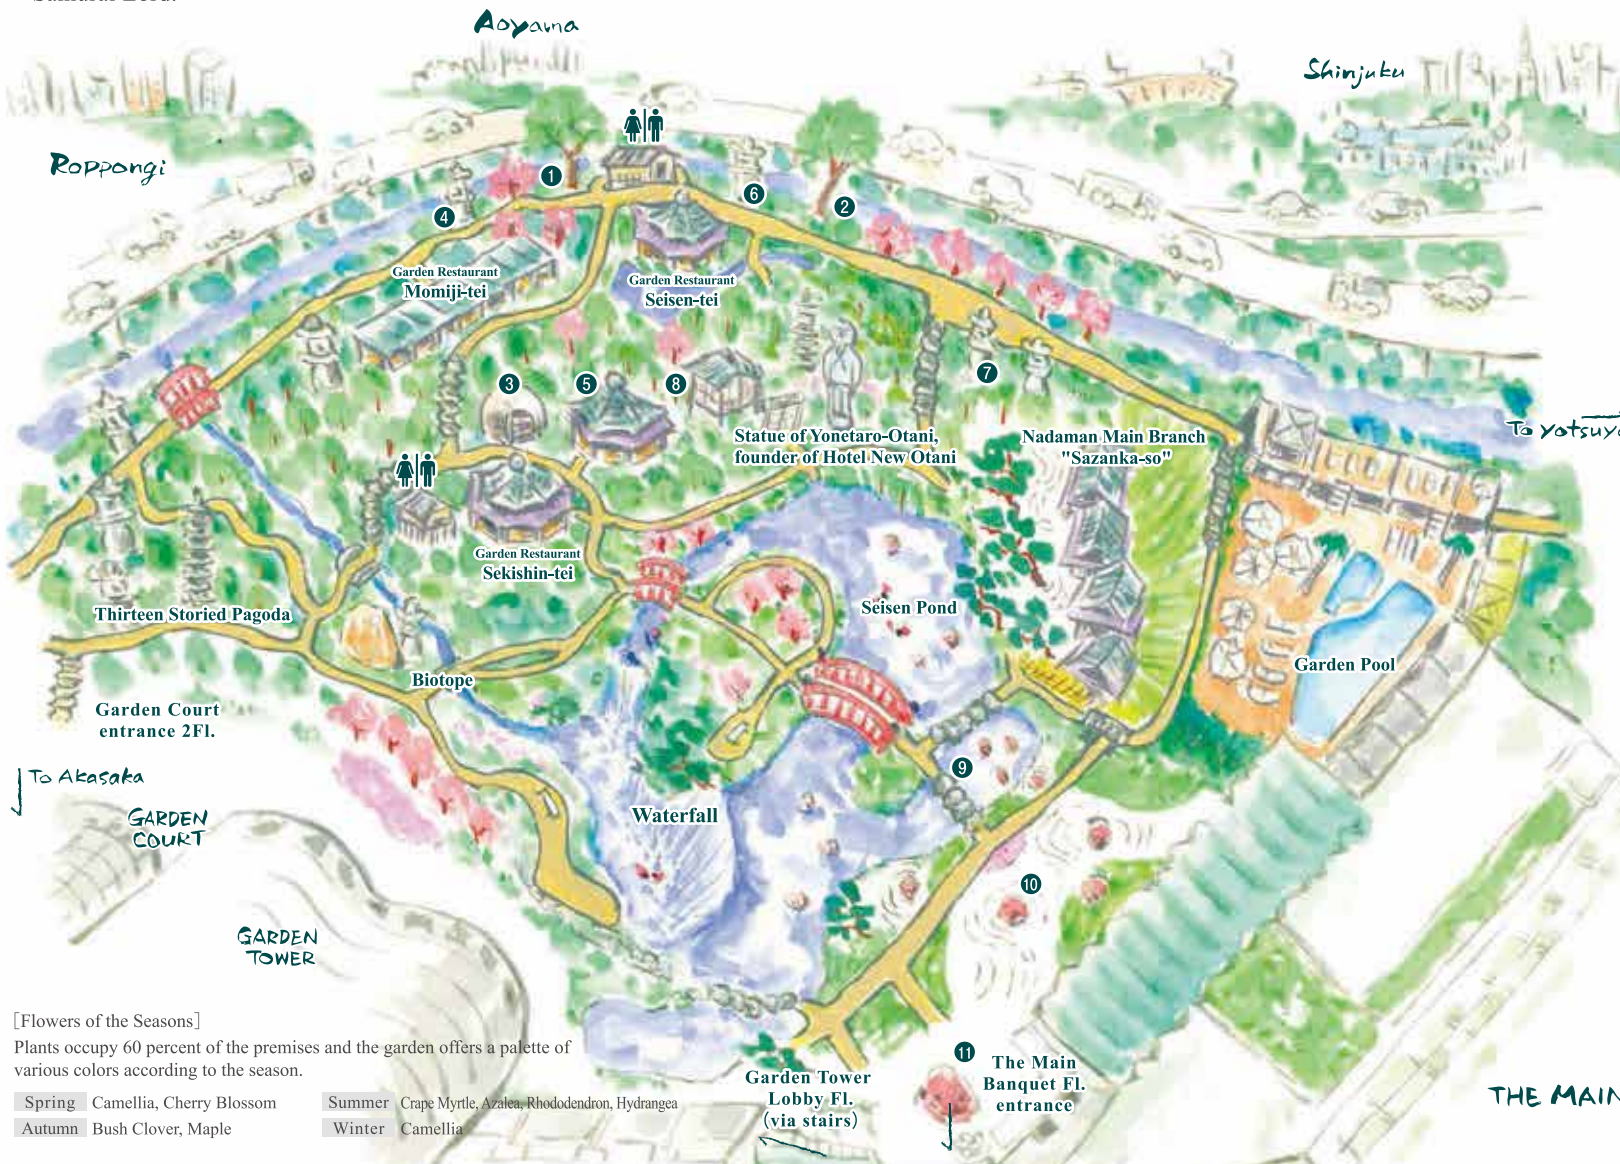 Samurai Lord.
Aoyama
Shinjuku
Roppongi
1
6
2
4
Garden Restaurant
Momiji-tei
Garden Restaurant
Seisen-tei
3
5
8
7
Statue of Yonetaro-Otani,
founder of Hotel New Otani
Nadaman Main Branch
"Sazanka-so"
To Yotsuy
Garden Restaurant
Sekishin-tei
Thirteen Storied Pagoda
Seisen Pond
Garden Pool
Biotope
Garden Court
entrance 2Fl.
To Akasaka
GARDEN
COURT
Waterfall
9
10
GARDEN
TOWER
11
The Main
Banquet Fl.
entrance
Garden Tower
Lobby Fl.
(via stairs)
THE MAIN
[Flowers of the Seasons]
Plants occupy 60 percent of the premises and the garden offers a palette of
various colors according to the season.
Spring Camellia, Cherry Blossom
Summer Crape Myrtle, Azalea, Rhododendron, Hydrangea
Autumn Bush Clover, Maple
Winter Camellia